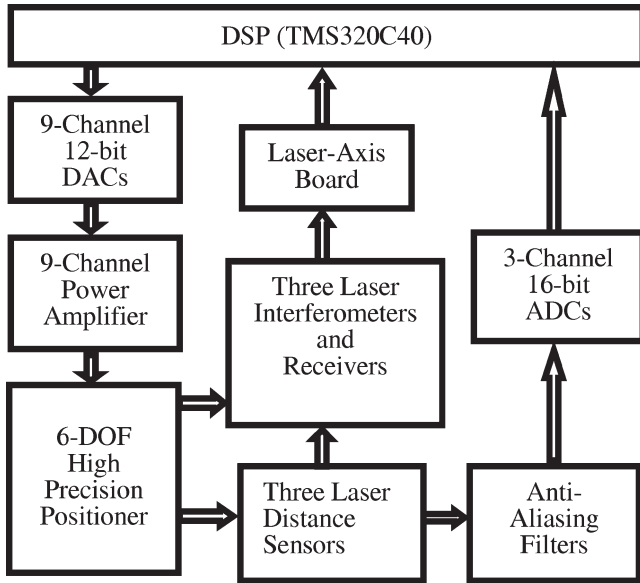 DSP (TMS320C40)
9-Channel
12-bit
DACs
Laser-Axis
Board
9-Channel
Power
Amplifier
Three Laser
Interferometers
and
Receivers
3-Channel
16-bit
ADCs
6-DOF
High
Precision
Positioner
Three Laser
Distance
Sensors
Anti-
Aliasing
Filters